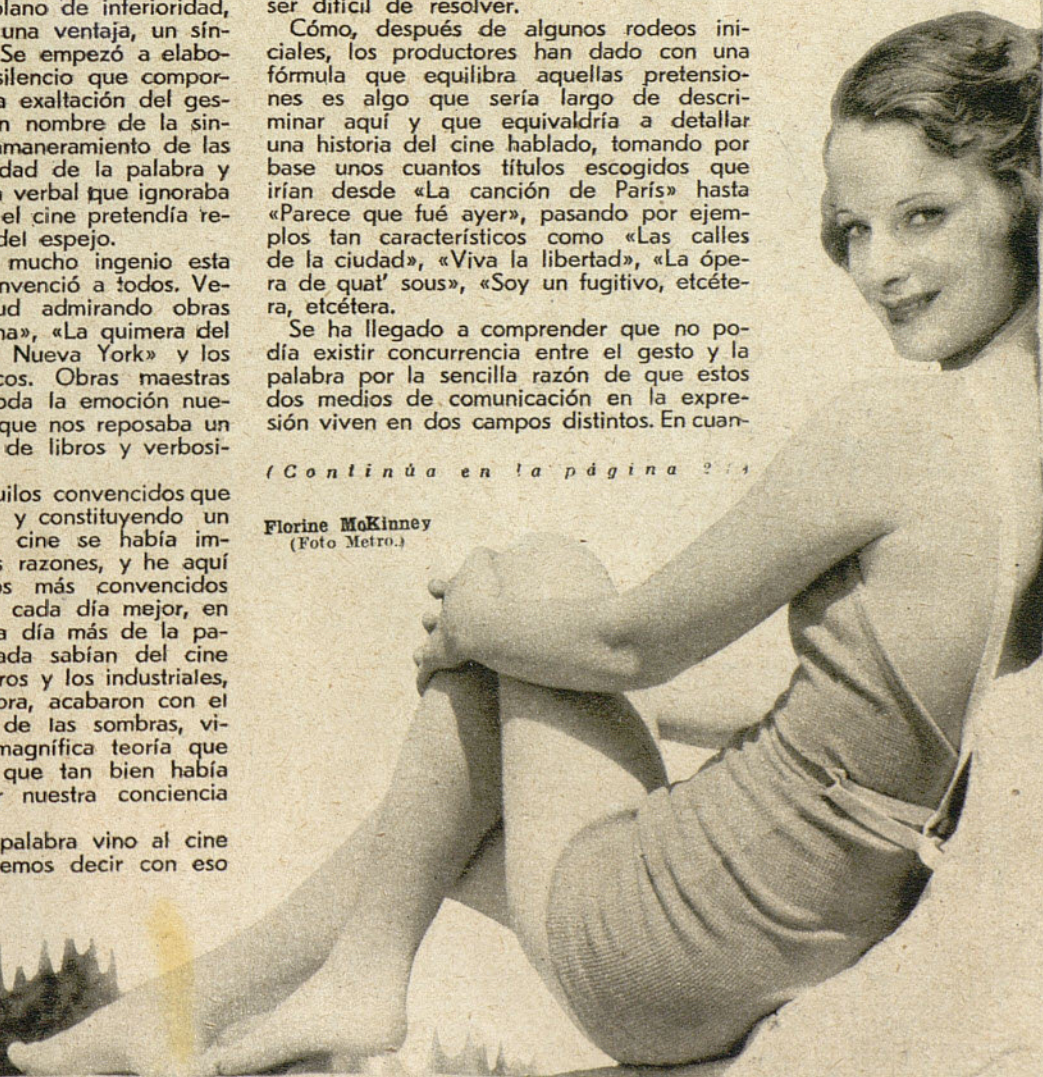 plano de inferioridad,
una ventaja, un sín-
Se empezó a elabo-
silencio que compor-
a exaltación del ges-
n nombre de la sin-
amaneramiento de las
dad de la palabra y
a verbal que ignoraba
el cine pretendía re-
del espejo.
mucho ingenio esta
nvenció a todos. Ve-
ud admirando obras
na», «La quimera del
Nueva York» y los
cos. Obras maestras
oda la emoción nue-
que nos reposaba un
de libros y verbosi-
uilos convencidos que
y constituyendo un
cine se había im-
s razones, y he aquí
os más convencidos
cada día mejor, en
a día más de la pa-
ada sabían del cine
ros y los industriales,
ora, acabaron con el
de las sombras, vi-
magnífica teoría que
que tan bien había
r nuestra conciencia
palabra vino al cine
emos decir con eso
ser difícil de resolver.
Cómo, después de algunos rodeos ini-
ciales, los productores han dado con una
fórmula que equilibra aquellas pretensio-
nes es algo que sería largo de descri-
minar aquí y que equivaldría a detallar
una historia del cine hablado, tomando por
base unos cuantos títulos escogidos que
irían desde «La canción de París» hasta
«Parece que fué ayer», pasando por ejem-
plos tan característicos como «Las calles
de la ciudad», «Viva la libertad», «La ópe-
ra de quat' sous», «Soy un fugitivo, etcéte-
ra, etcétera.
Se ha llegado a comprender que no po-
día existir concurrencia entre el gesto y la
palabra por la sencilla razón de que estos
dos medios de comunicación en la expre-
sión viven en dos campos distintos. En cuan-
(Continúa en la página
Florine McKinney
(Foto Metro.)